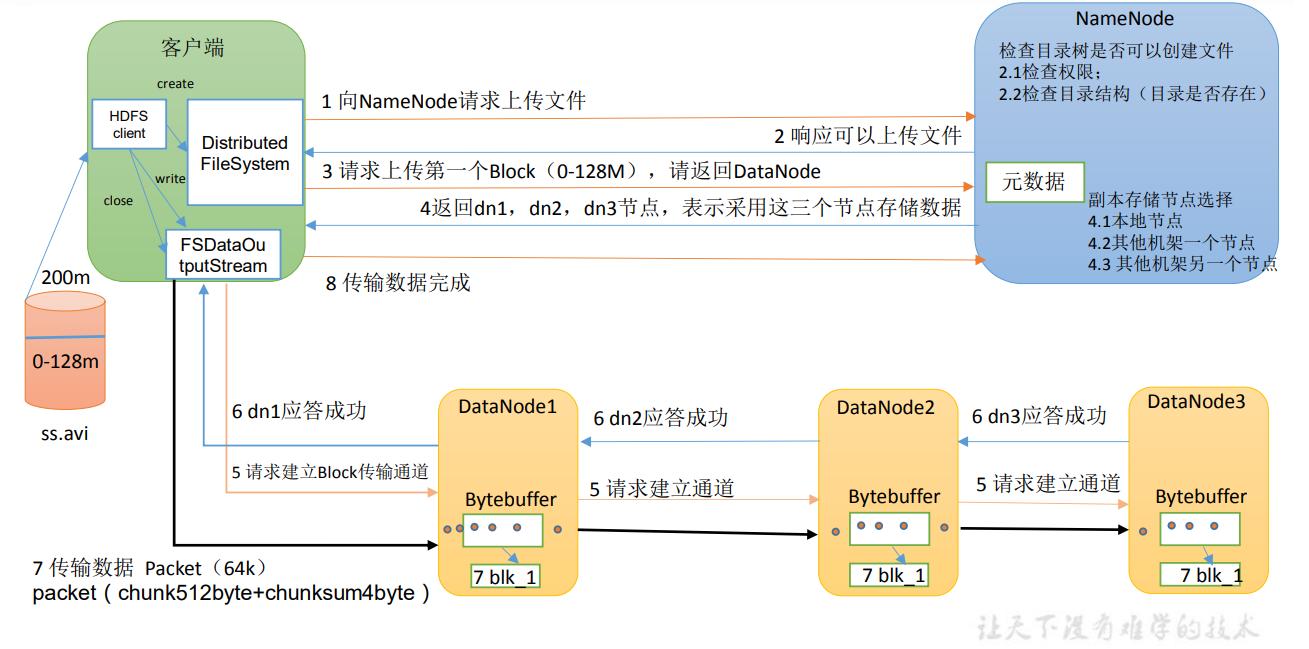 客户端
create
HDFS
client
Distributed
FileSystem
write
close
FSDataOu
tputStream
200m
0-128m
ss.avi
1 向NameNode请求上传文件
2 响应可以上传文件
3 请求上传第一个Block（0-128M），请返回DataNode
4返回dn1，dn2，dn3节点，表示采用这三个节点存储数据
8 传输数据完成
NameNode
检查目录树是否可以创建文件
2.1检查权限；
2.2检查目录结构（目录是否存在）
元数据
副本存储节点选择
4.1本地节点
4.2其他机架一个节点
4.3 其他机架另一个节点
6 dn1应答成功
5 请求建立Block传输通道
DataNode1
Bytebuffer
7 blk_1
6 dn2应答成功
5 请求建立通道
DataNode2
Bytebuffer
7 blk_1
6 dn3应答成功
5 请求建立通道
DataNode3
Bytebuffer
7 blk_1
7 传输数据 Packet（64k）
packet（chunk512byte+chunksum4byte）
让天下没有难学的技术